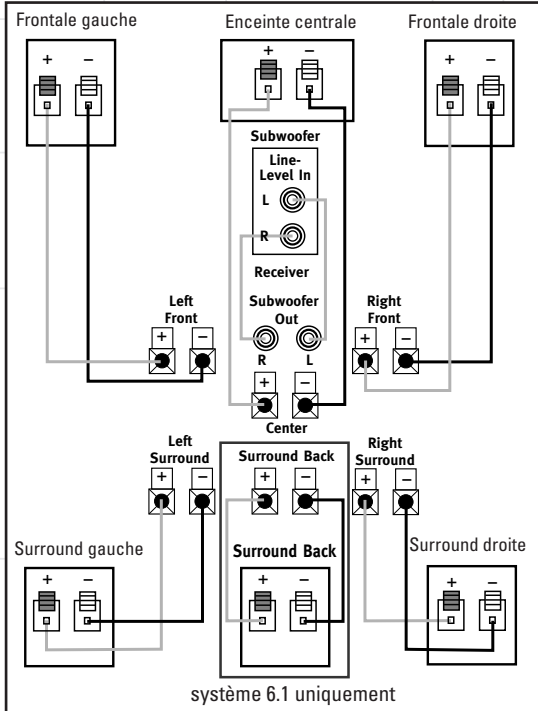 Frontale gauche
Enceinte centrale
Frontale droite
+ −
+ −
+ −
Subwoofer
Line-
Level In
L
R
Receiver
Subwoofer
Out
R L
Left
Front
+ −
Right
Front
+ −
+ −
Center
Left
Surround
+ −
Surround Back
+ −
Right
Surround
+ −
Surround gauche
+ −
Surround Back
+ −
Surround droite
+ −
système 6.1 uniquement